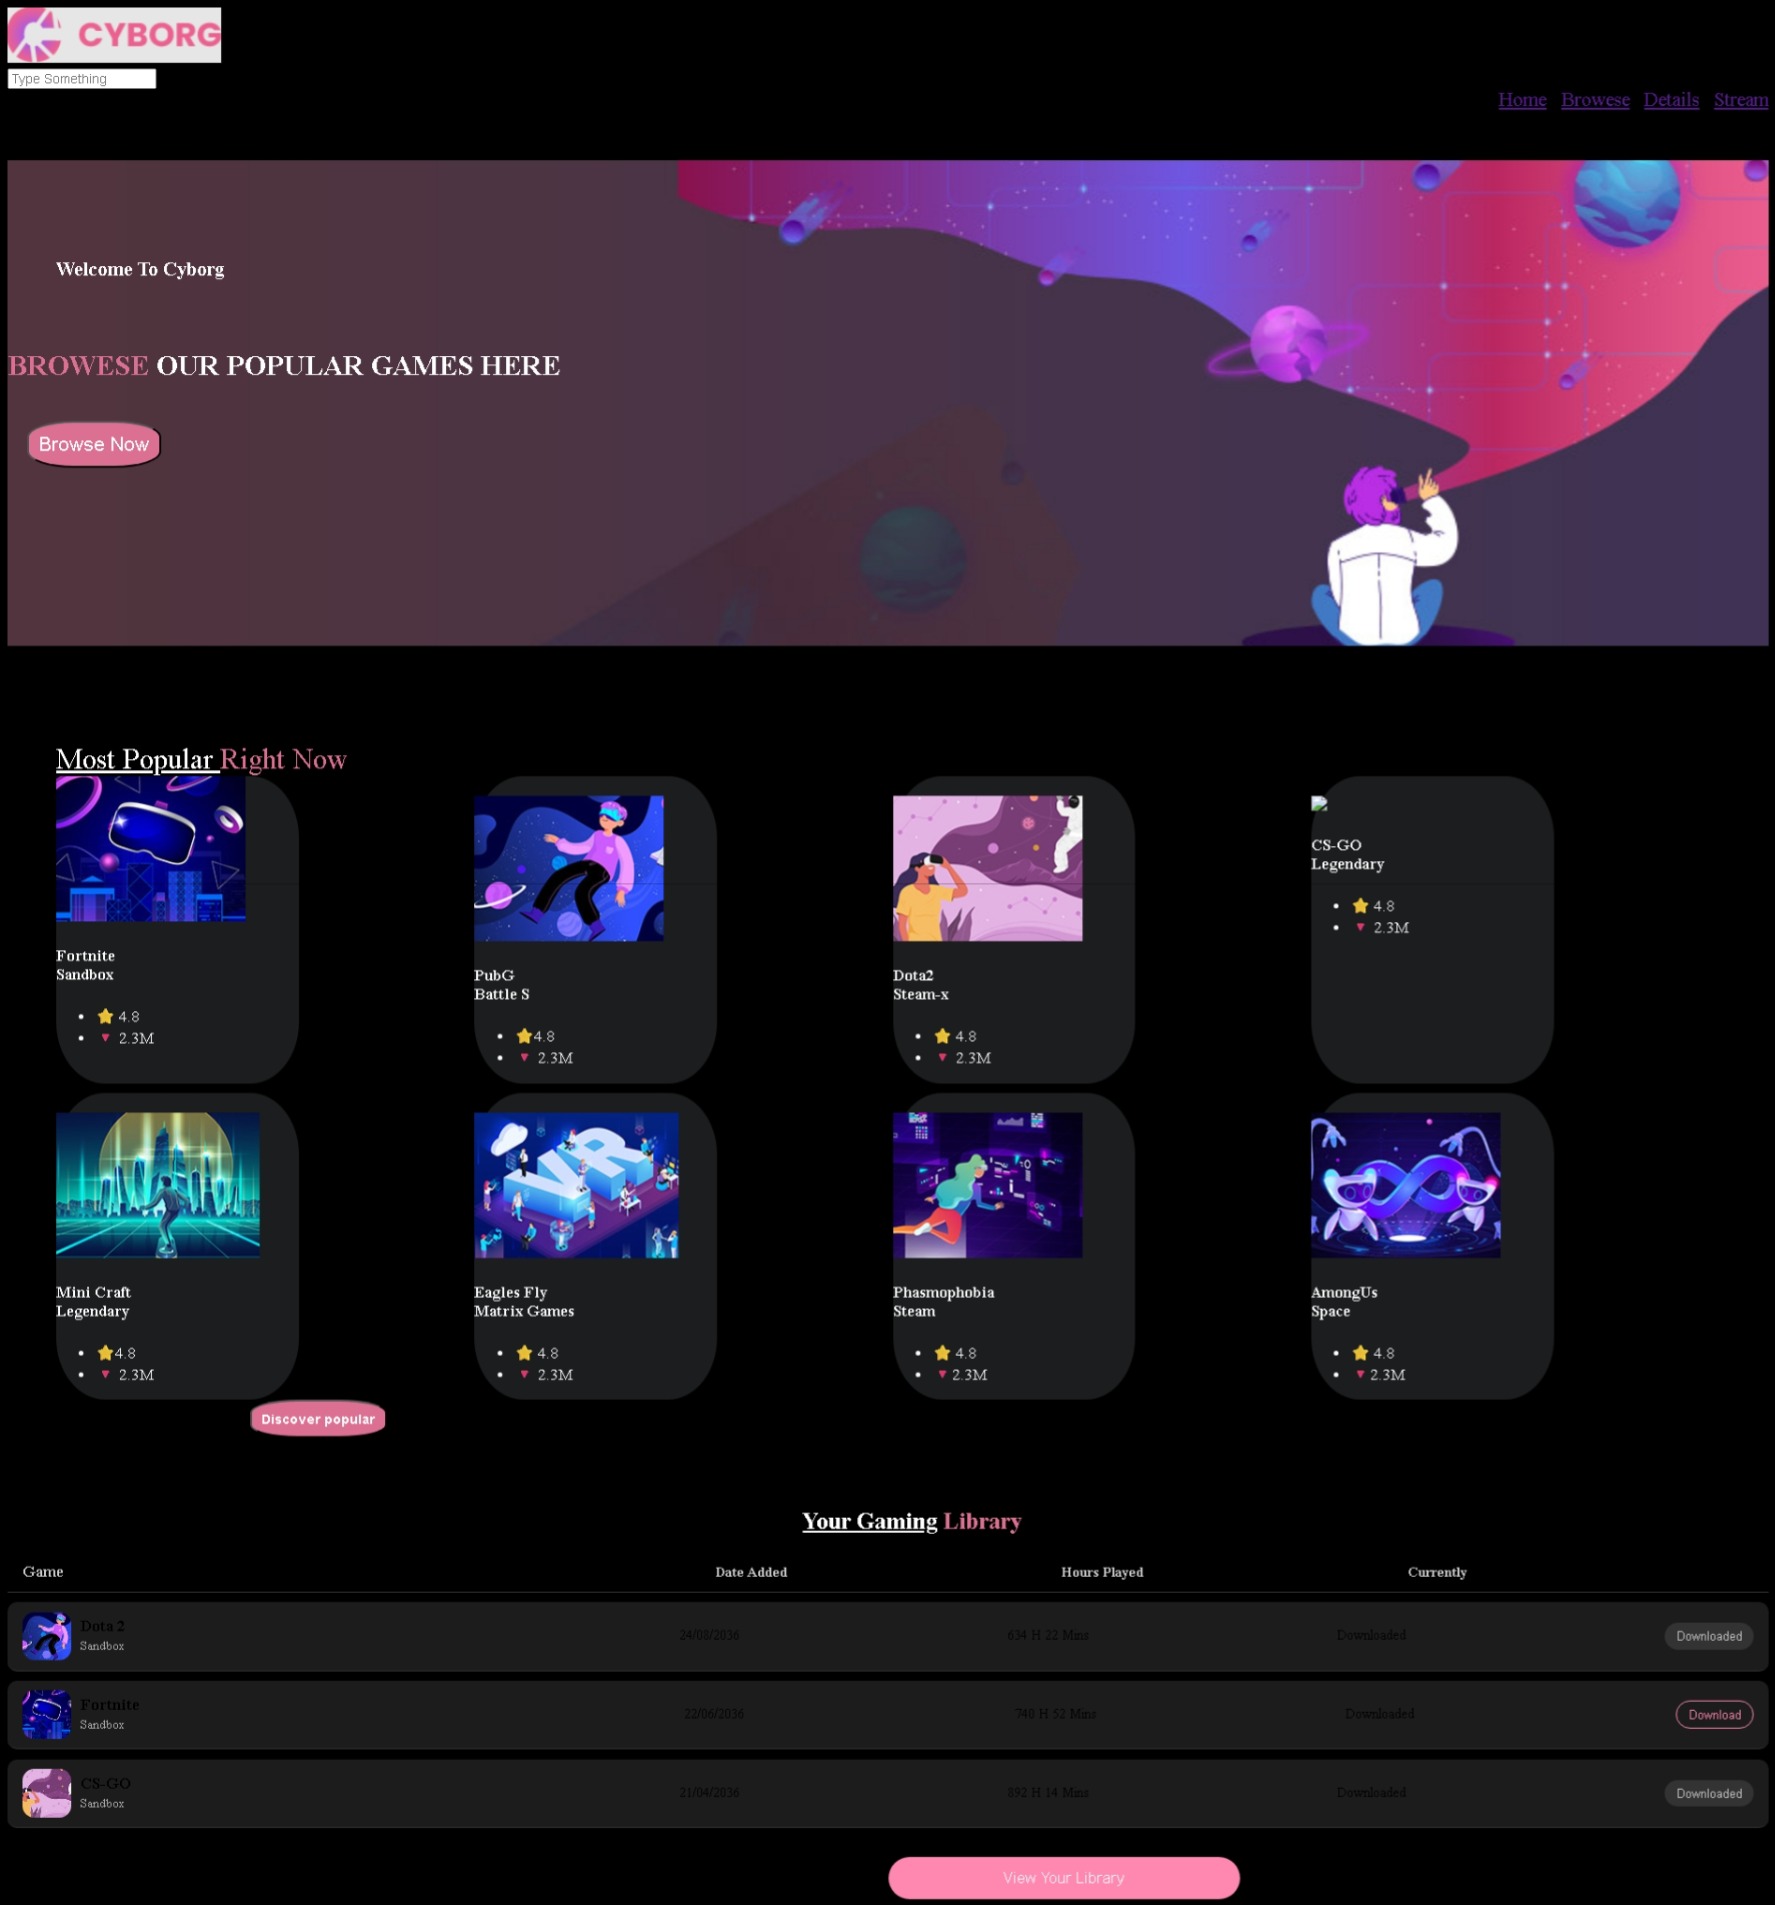 CYBORG
Type Something
Home Browese Details Stream
Welcome To Cyborg
BROWESE OUR POPULAR GAMES HERE
Browse Now
Most Popular Right Now
Fortnite
Sandbox
4.8
2.3M
PubG
Battle S
4.8
2.3M
Dota2
Steam-x
4.8
2.3M
CS-GO
Legendary
4.8
2.3M
Mini Craft
Legendary
4.8
2.3M
Eagles Fly
Matrix Games
4.8
2.3M
Phasmophobia
Steam
4.8
2.3M
AmongUs
Space
4.8
2.3M
Discover popular
Your Gaming Library
Game Date Added Hours Played Currently
Dota 2
Sandbox
24/08/2036 634 H 22 Mins Downloaded Downloaded
Fortnite
Sandbox
22/06/2036 740 H 52 Mins Downloaded Download
CS-GO
Sandbox
21/04/2036 892 H 14 Mins Downloaded Downloaded
View Your Library